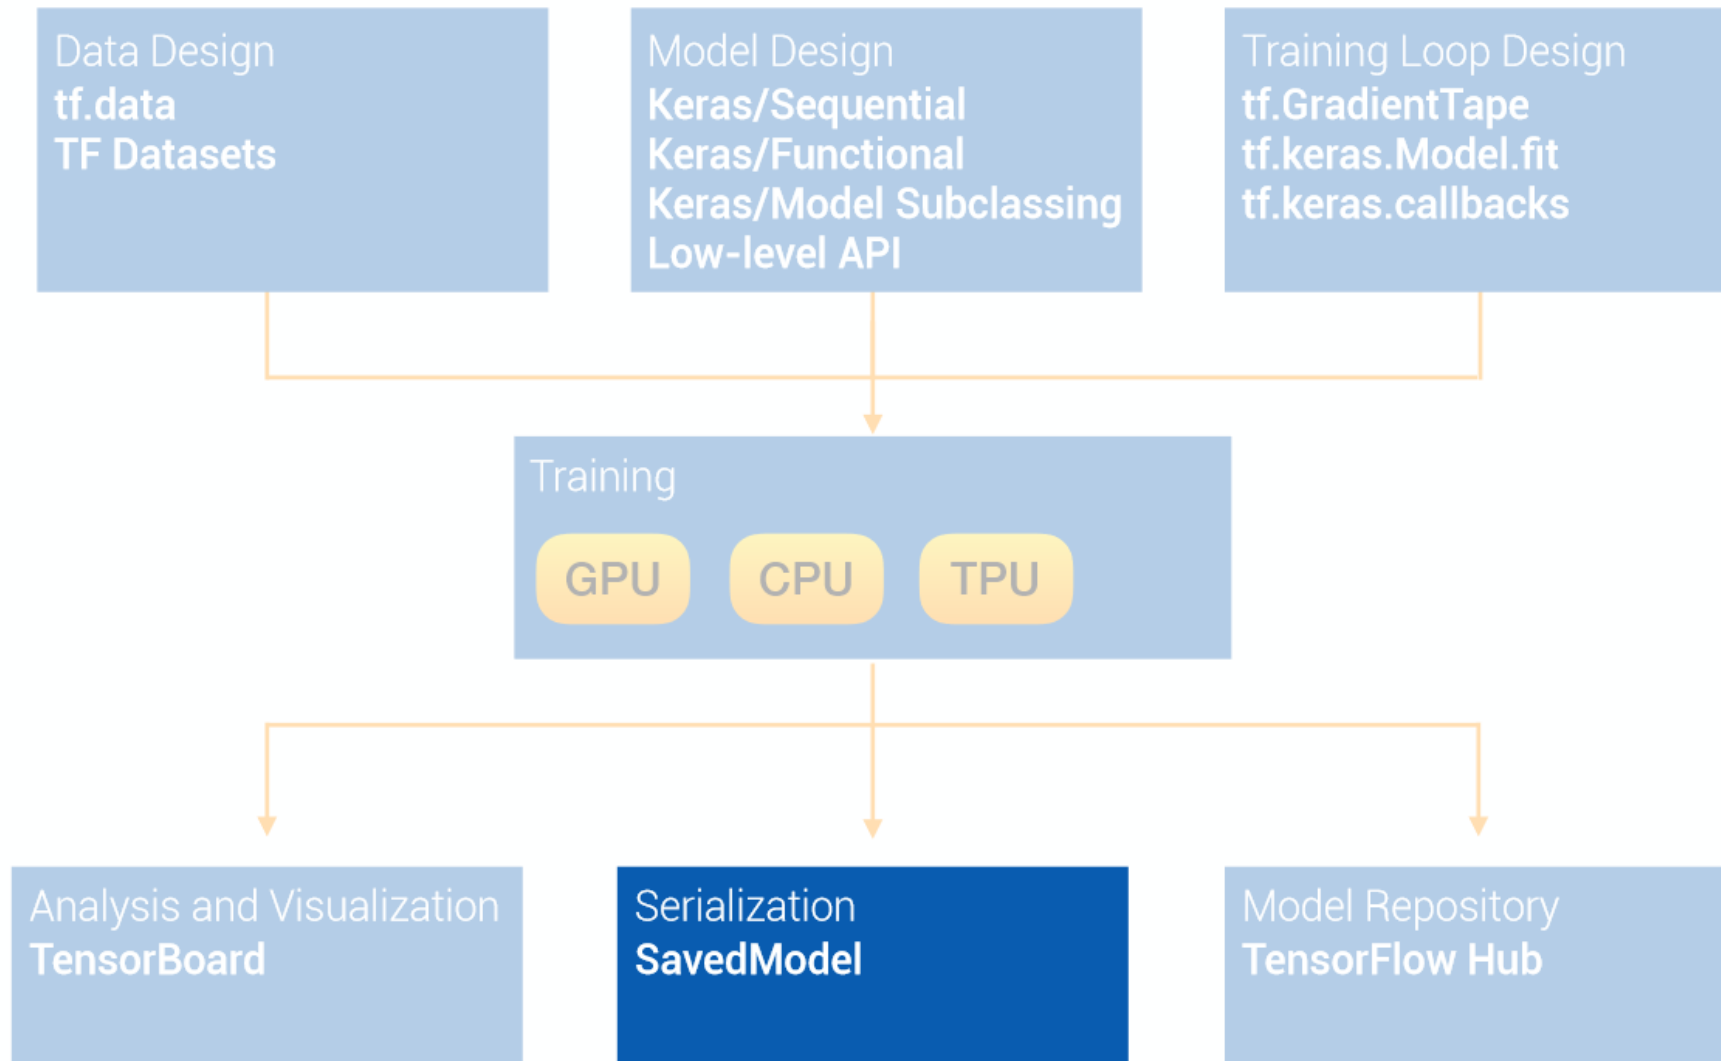 Data Design
tf.data
TF Datasets
Model Design
Keras/Sequential
Keras/Functional
Keras/Model Subclassing
Low-level API
Training Loop Design
tf.GradientTape
tf.keras.Model.fit
tf.keras.callbacks
Training
GPU
CPU
TPU
Analysis and Visualization
TensorBoard
Serialization
SavedModel
Model Repository
TensorFlow Hub